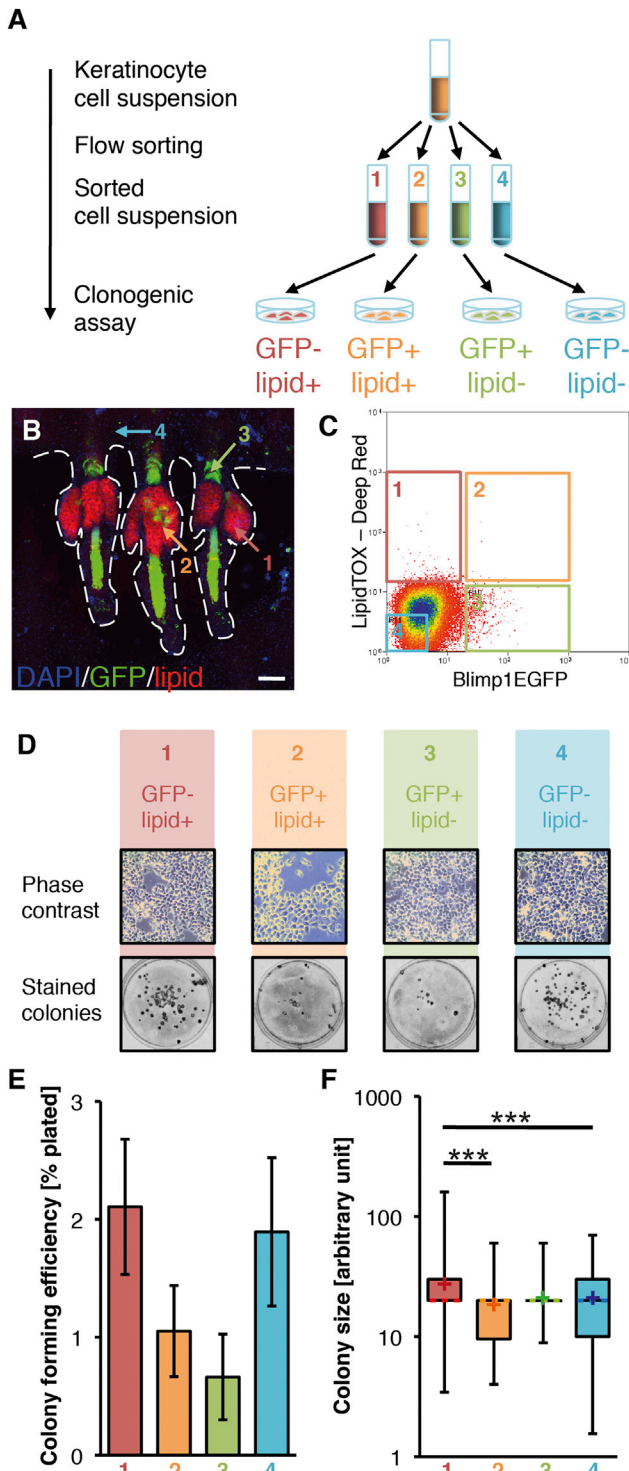 A
Keratinocyte
cell suspension
Flow sorting
Sorted
cell suspension
Clonogenic
assay
1 2 3 4
GFP- GFP+ GFP+ GFP-
lipid+ lipid+ lipid- lipid-
B
4 3
2 1
DAPI/GFP/lipid
C
LipidTOX – Deep Red
10⁴
10³
10²
10¹
10⁰
1 2
3
4
10⁰ 10¹ 10² 10³
Blimp1EGFP
D
1 2 3 4
GFP- GFP+ GFP+ GFP-
lipid+ lipid+ lipid- lipid-
Phase
contrast
Stained
colonies
E
Colony forming efficiency [% plated]
3
2
1
0
1 2 3 4
F
Colony size [arbitrary unit]
1000
100
10
1
***
***
1 2 3 4